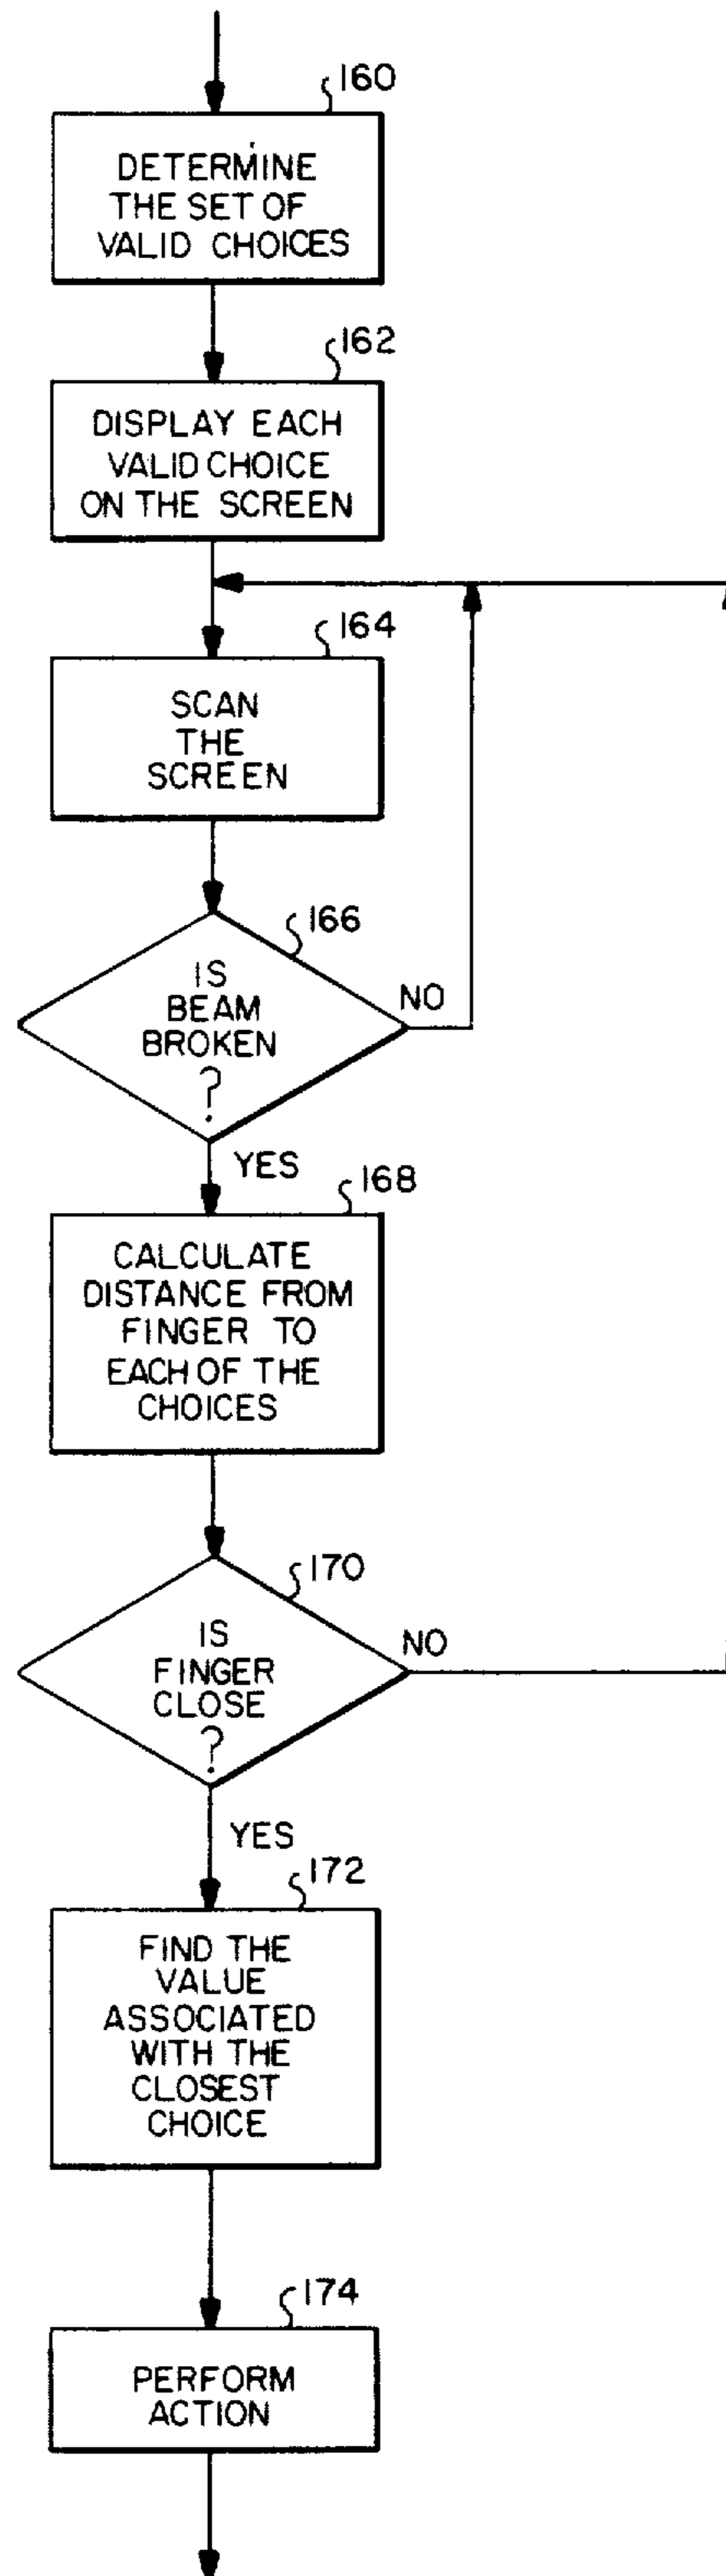 160
DETERMINE
THE SET OF
VALID CHOICES
162
DISPLAY EACH
VALID CHOICE
ON THE SCREEN
164
SCAN
THE
SCREEN
166
IS
BEAM
BROKEN
?
NO
YES
168
CALCULATE
DISTANCE FROM
FINGER TO
EACH OF THE
CHOICES
170
IS
FINGER
CLOSE
?
NO
YES
172
FIND THE
VALUE
ASSOCIATED
WITH THE
CLOSEST
CHOICE
174
PERFORM
ACTION